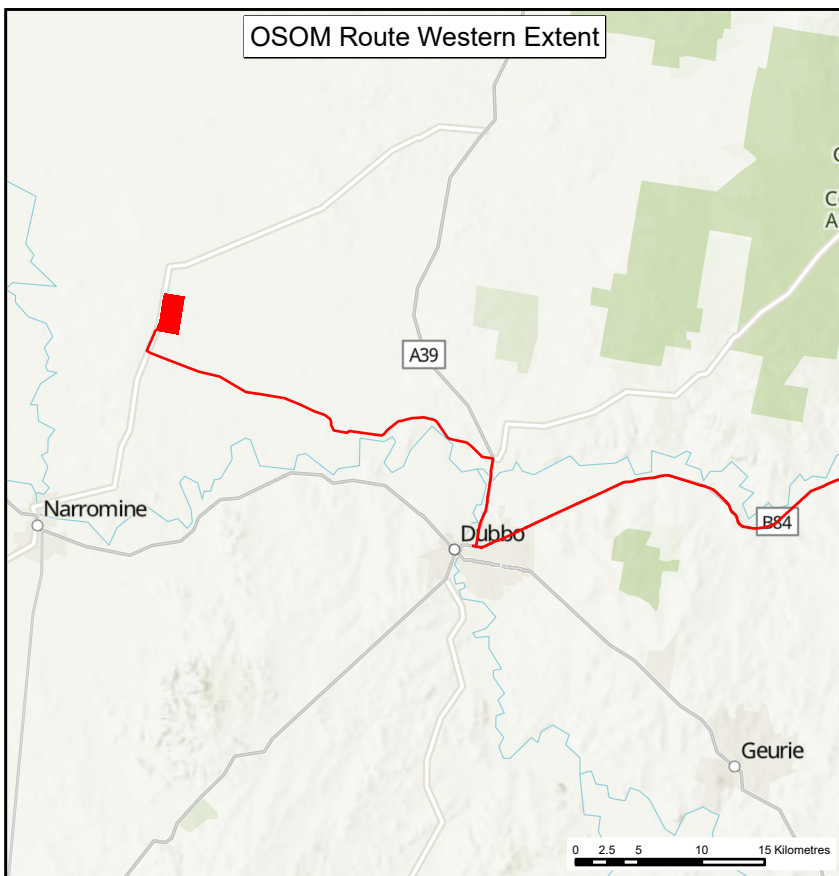 OSOM Route Western Extent
A39
Narromine
Dubbo
B84
Geurie
0 2.5 5 10 15 Kilometres